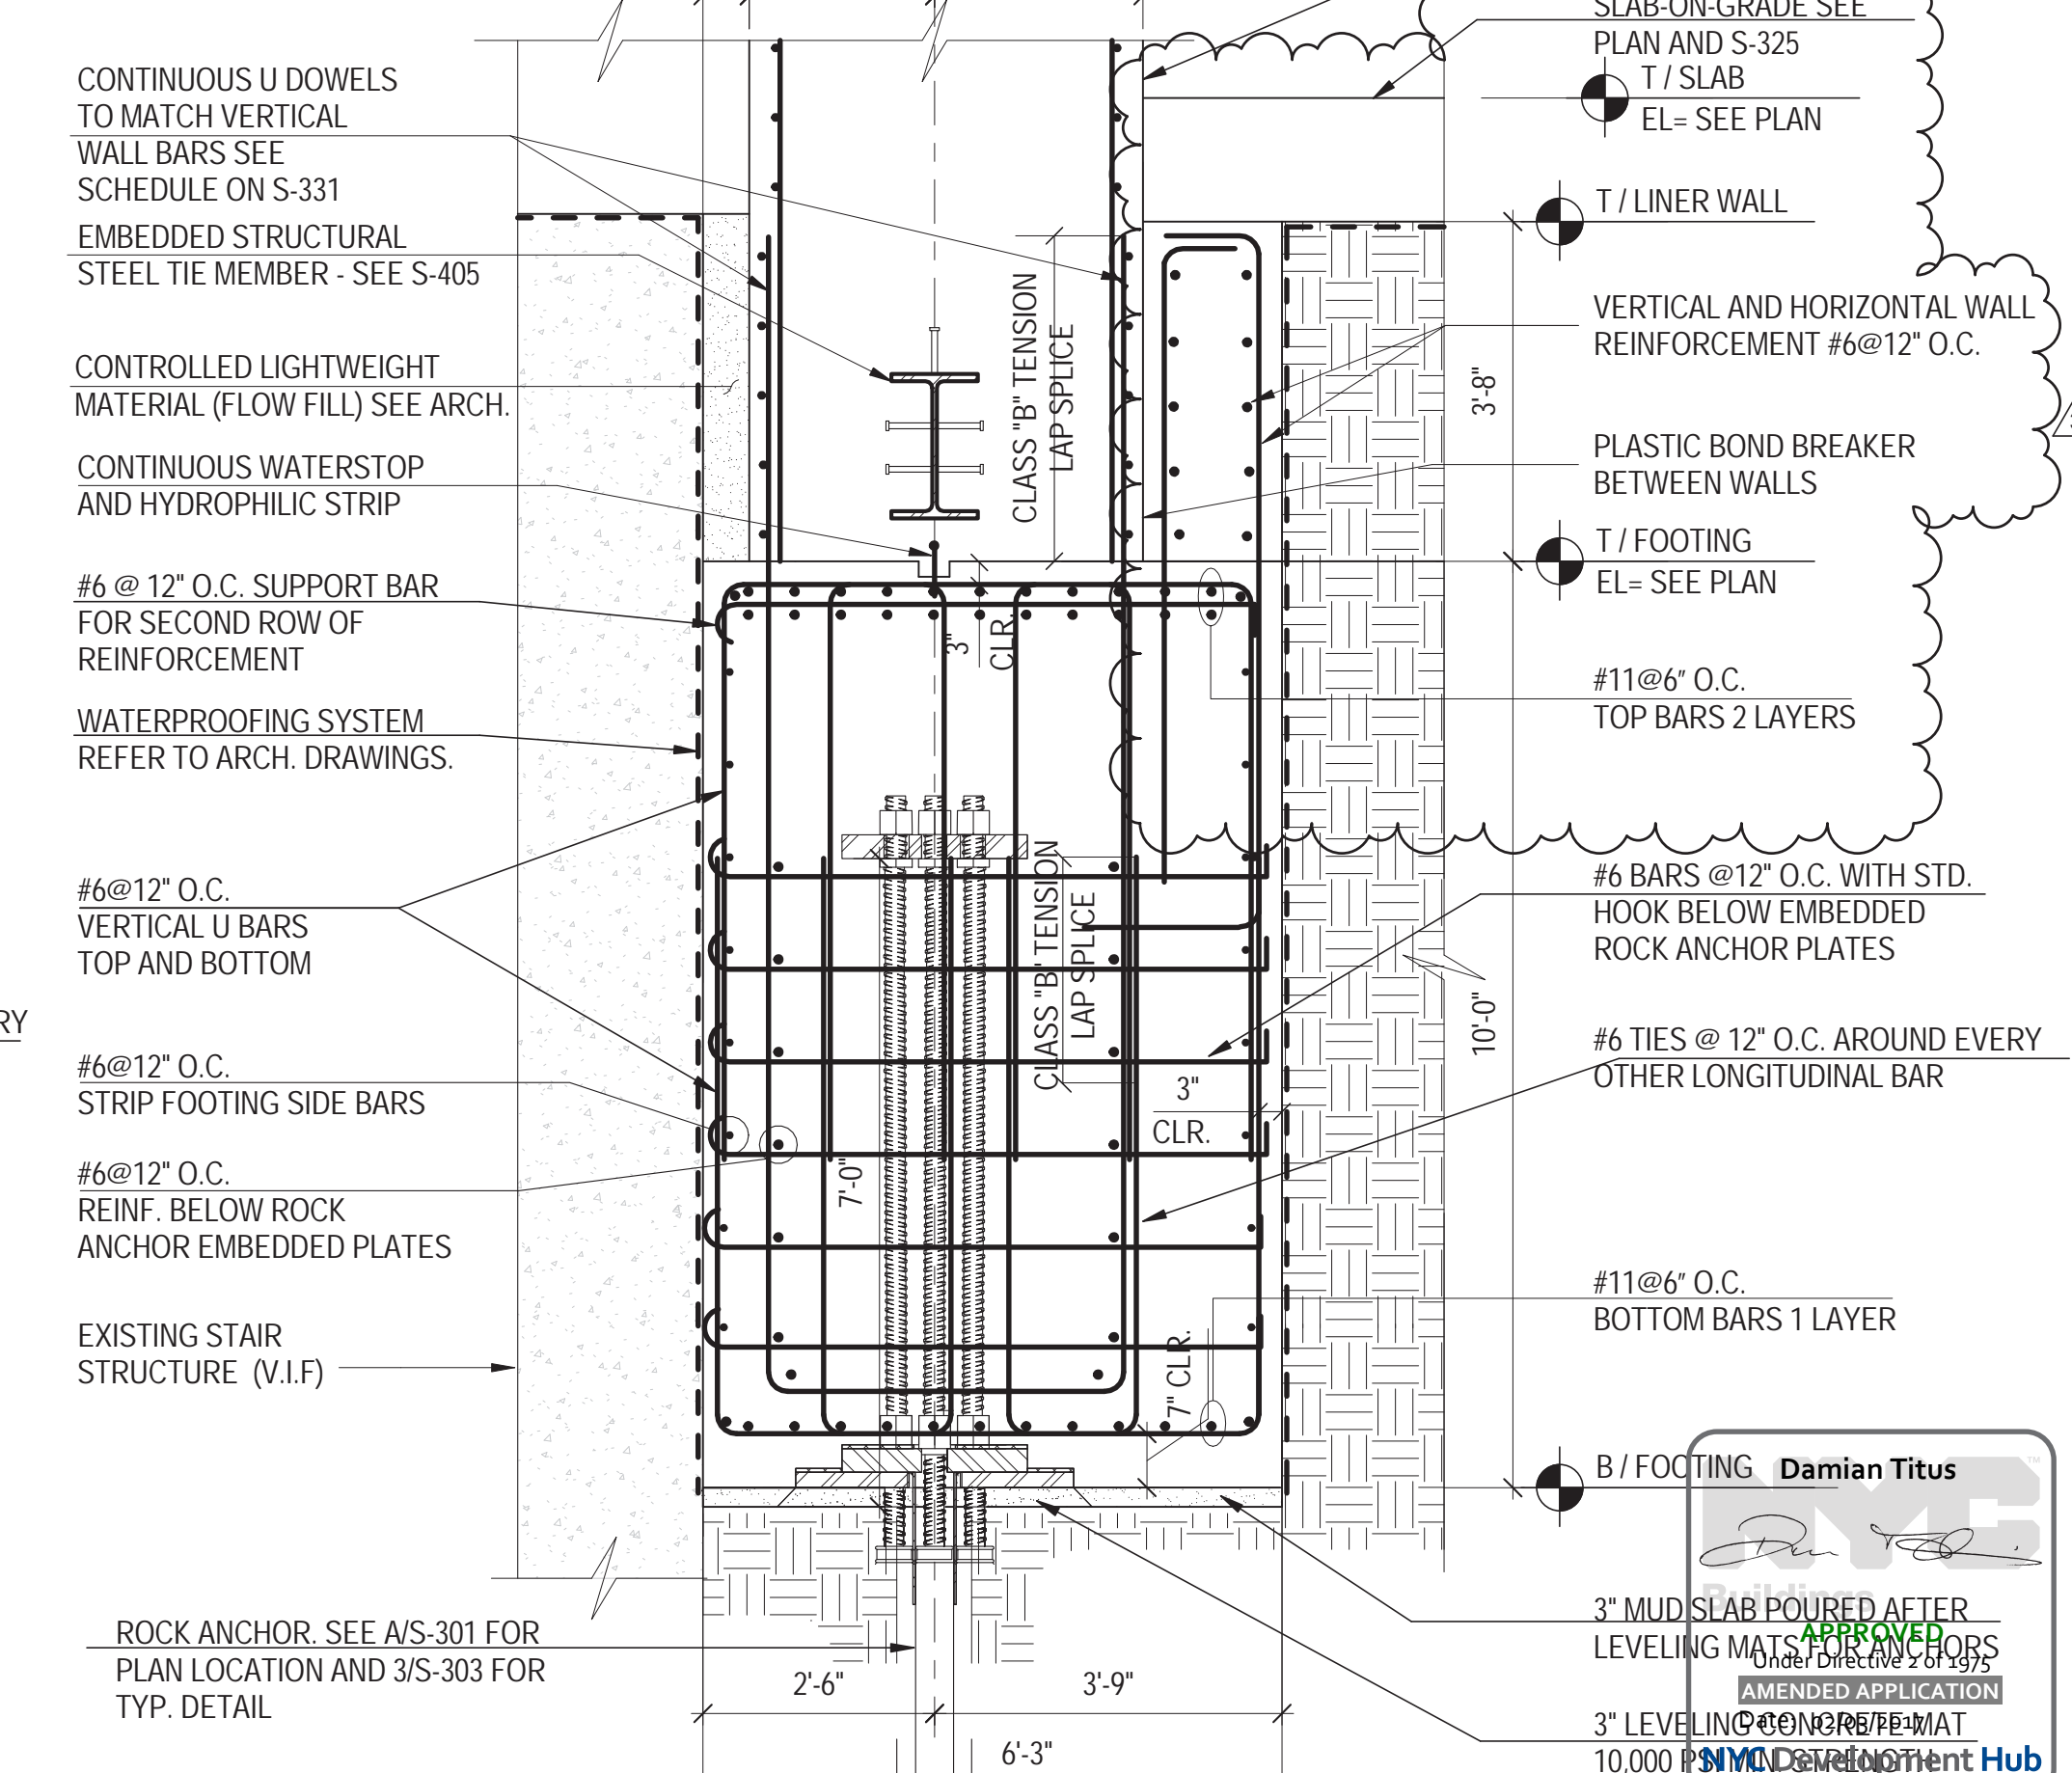 CONTINUOUS U DOWELS
TO MATCH VERTICAL
WALL BARS SEE
SCHEDULE ON S-331
EMBEDDED STRUCTURAL
STEEL TIE MEMBER - SEE S-405
CONTROLLED LIGHTWEIGHT
MATERIAL (FLOW FILL) SEE ARCH.
CONTINUOUS WATERSTOP
AND HYDROPHILIC STRIP
#6 @ 12" O.C. SUPPORT BAR
FOR SECOND ROW OF
REINFORCEMENT
WATERPROOFING SYSTEM
REFER TO ARCH. DRAWINGS.
#6@12" O.C.
VERTICAL U BARS
TOP AND BOTTOM
RY
#6@12" O.C.
STRIP FOOTING SIDE BARS
#6@12" O.C.
REINF. BELOW ROCK
ANCHOR EMBEDDED PLATES
EXISTING STAIR
STRUCTURE (V.I.F)
ROCK ANCHOR. SEE A/S-301 FOR
PLAN LOCATION AND 3/S-303 FOR
TYP. DETAIL
CLASS "B" TENSION
LAP SPLICE
3"
CLR.
CLASS "B' TENSION
LAP SPLICE
3"
CLR.
7'-0"
7" CLR.
2'-6"
3'-9"
6'-3"
3'-8"
10'-0"
SLAB-ON-GRADE SEE
PLAN AND S-325
T / SLAB
EL= SEE PLAN
T / LINER WALL
VERTICAL AND HORIZONTAL WALL
REINFORCEMENT #6@12" O.C.
PLASTIC BOND BREAKER
BETWEEN WALLS
T / FOOTING
EL= SEE PLAN
#11@6" O.C.
TOP BARS 2 LAYERS
#6 BARS @12" O.C. WITH STD.
HOOK BELOW EMBEDDED
ROCK ANCHOR PLATES
#6 TIES @ 12" O.C. AROUND EVERY
OTHER LONGITUDINAL BAR
#11@6" O.C.
BOTTOM BARS 1 LAYER
B / FOOTING
3" MUD SLAB POURED AFTER
LEVELING MATS FOR ANCHORS
3" LEVELING CONCRETE MAT
10,000 PSI MIN. STRENGTH
Damian Titus
NYC™
Buildings
APPROVED
Under Directive 2 of 1975
AMENDED APPLICATION
Date:
NYC Development Hub